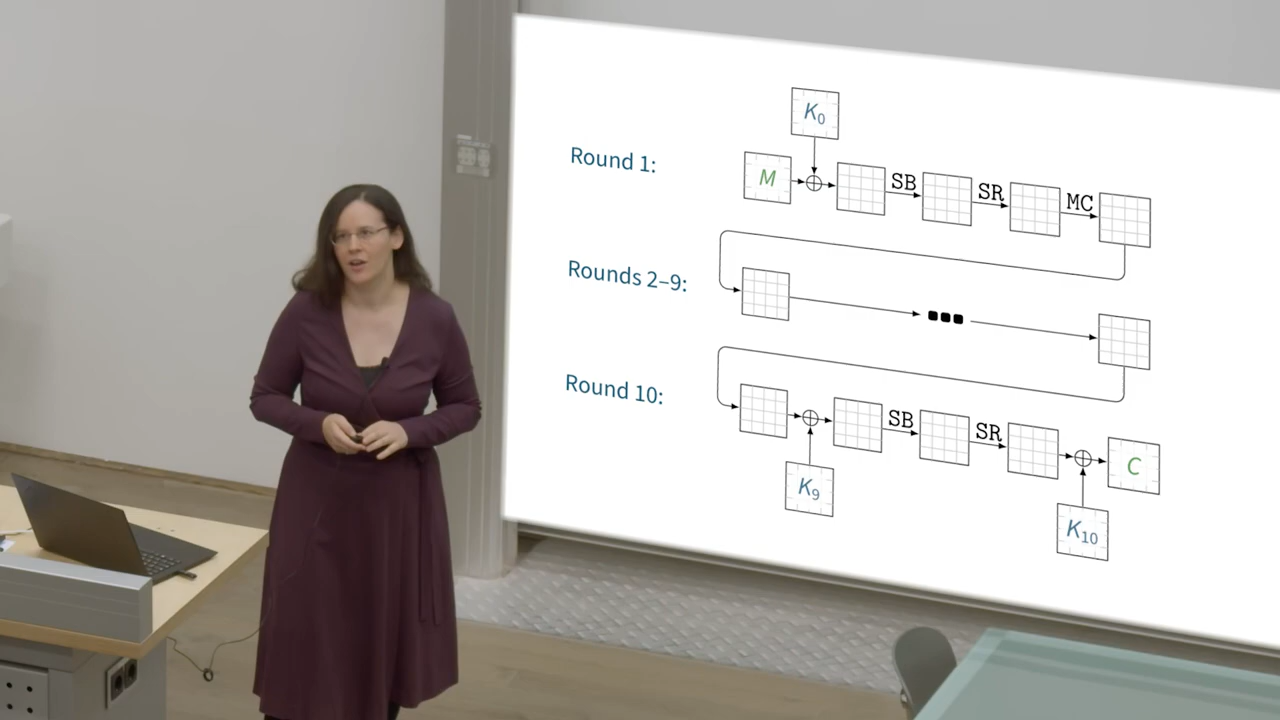 K₀
Round 1:
M
SB
SR
MC
Rounds 2–9:
Round 10:
SB
SR
C
K₉
K₁₀